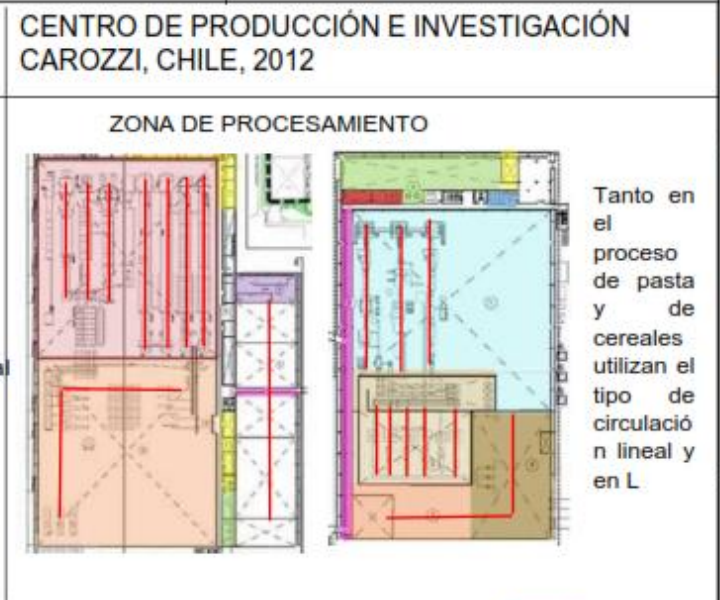 CENTRO DE PRODUCCIÓN E INVESTIGACIÓN
CAROZZI, CHILE, 2012
ZONA DE PROCESAMIENTO
Tanto en
el
proceso
de pasta
y de
cereales
utilizan el
tipo de
circulació
n lineal y
en L